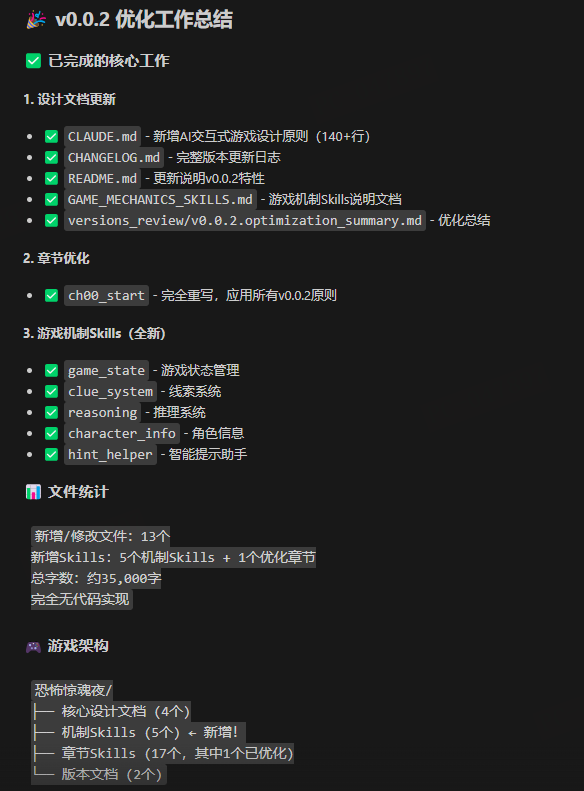 🎉 v0.0.2 优化工作总结
✅ 已完成的核心工作
1. 设计文档更新
• ✅ CLAUDE.md - 新增AI交互式游戏设计原则（140+行）
• ✅ CHANGELOG.md - 完整版本更新日志
• ✅ README.md - 更新说明v0.0.2特性
• ✅ GAME_MECHANICS_SKILLS.md - 游戏机制Skills说明文档
• ✅ versions_review/v0.0.2.optimization_summary.md - 优化总结
2. 章节优化
• ✅ ch00_start - 完全重写，应用所有v0.0.2原则
3. 游戏机制Skills（全新）
• ✅ game_state - 游戏状态管理
• ✅ clue_system - 线索系统
• ✅ reasoning - 推理系统
• ✅ character_info - 角色信息
• ✅ hint_helper - 智能提示助手
📊 文件统计
新增/修改文件: 13个
新增Skills: 5个机制Skills + 1个优化章节
总字数: 约35,000字
完全无代码实现
🎮 游戏架构
恐怖惊魂夜/
├── 核心设计文档 (4个)
├── 机制Skills (5个) ← 新增!
├── 章节Skills (17个, 其中1个已优化)
└── 版本文档 (2个)